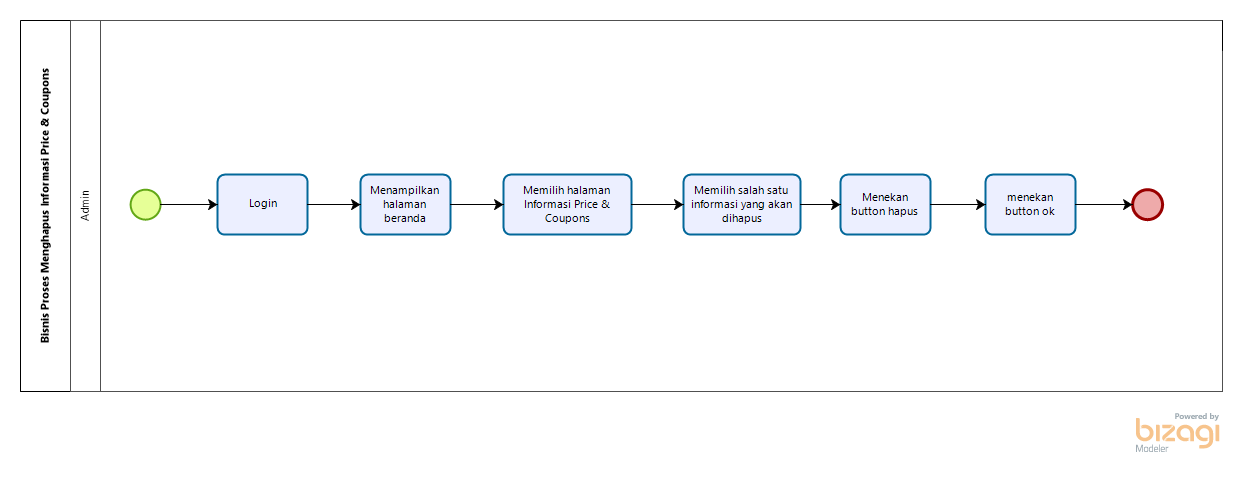 Bisnis Proses Menghapus Informasi Price & Coupons
Admin
Login
Menampilkan
halaman
beranda
Memilih halaman
Informasi Price &
Coupons
Memilih salah satu
informasi yang akan
dihapus
Menekan
button hapus
menekan
button ok
Powered by
bizagi
Modeler